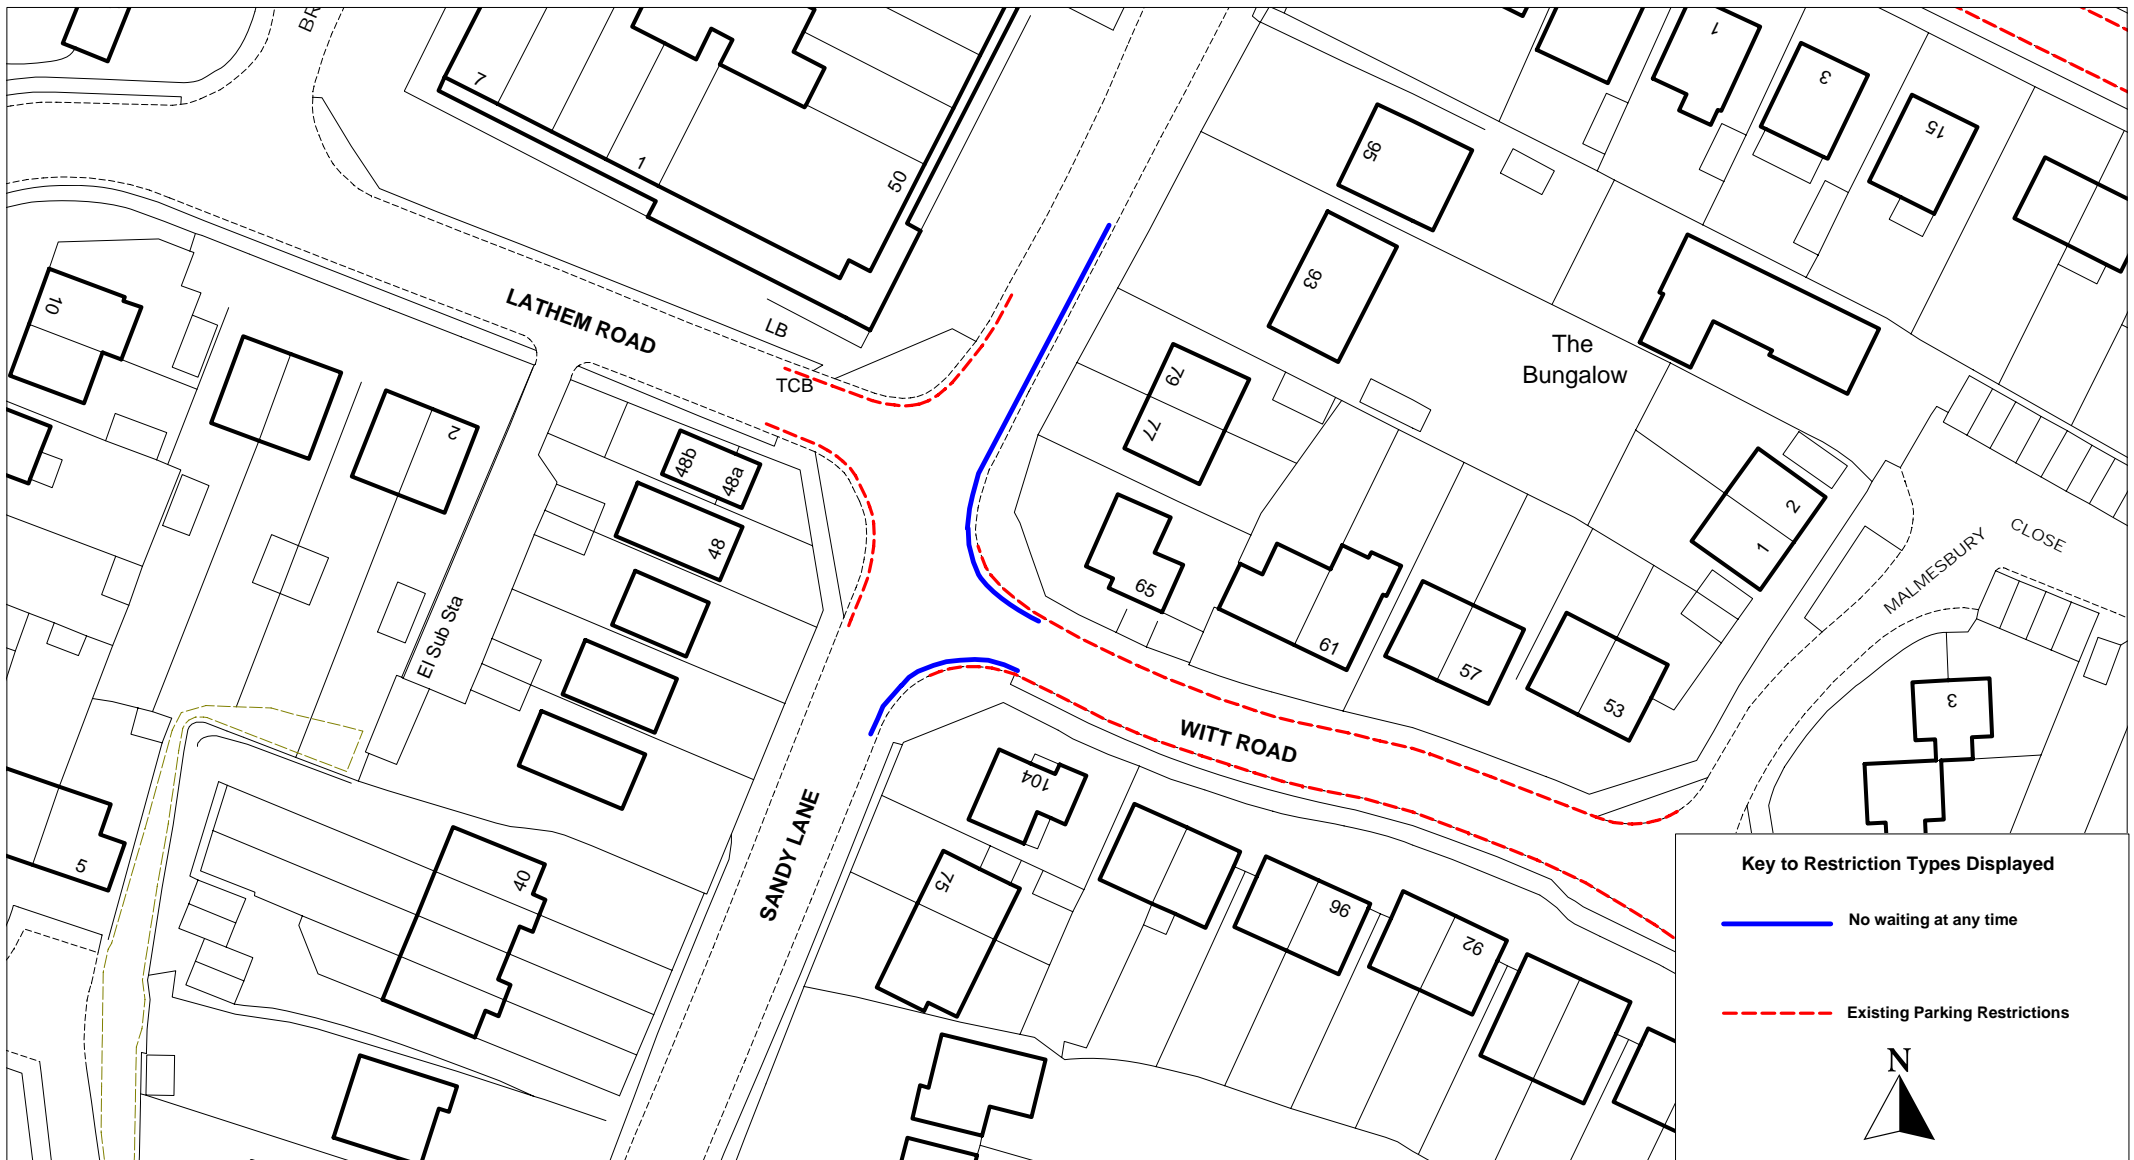 BR
7
1
50
1
3
15
95
93
10
LATHEM ROAD
LB
TCB
The
Bungalow
2
79
77
48b
48a
48
2
1
CLOSE
MALMESBURY
65
61
57
53
El Sub Sta
3
WITT ROAD
104
SANDY LANE
5
40
75
96
92
Key to Restriction Types Displayed
No waiting at any time
Existing Parking Restrictions
N